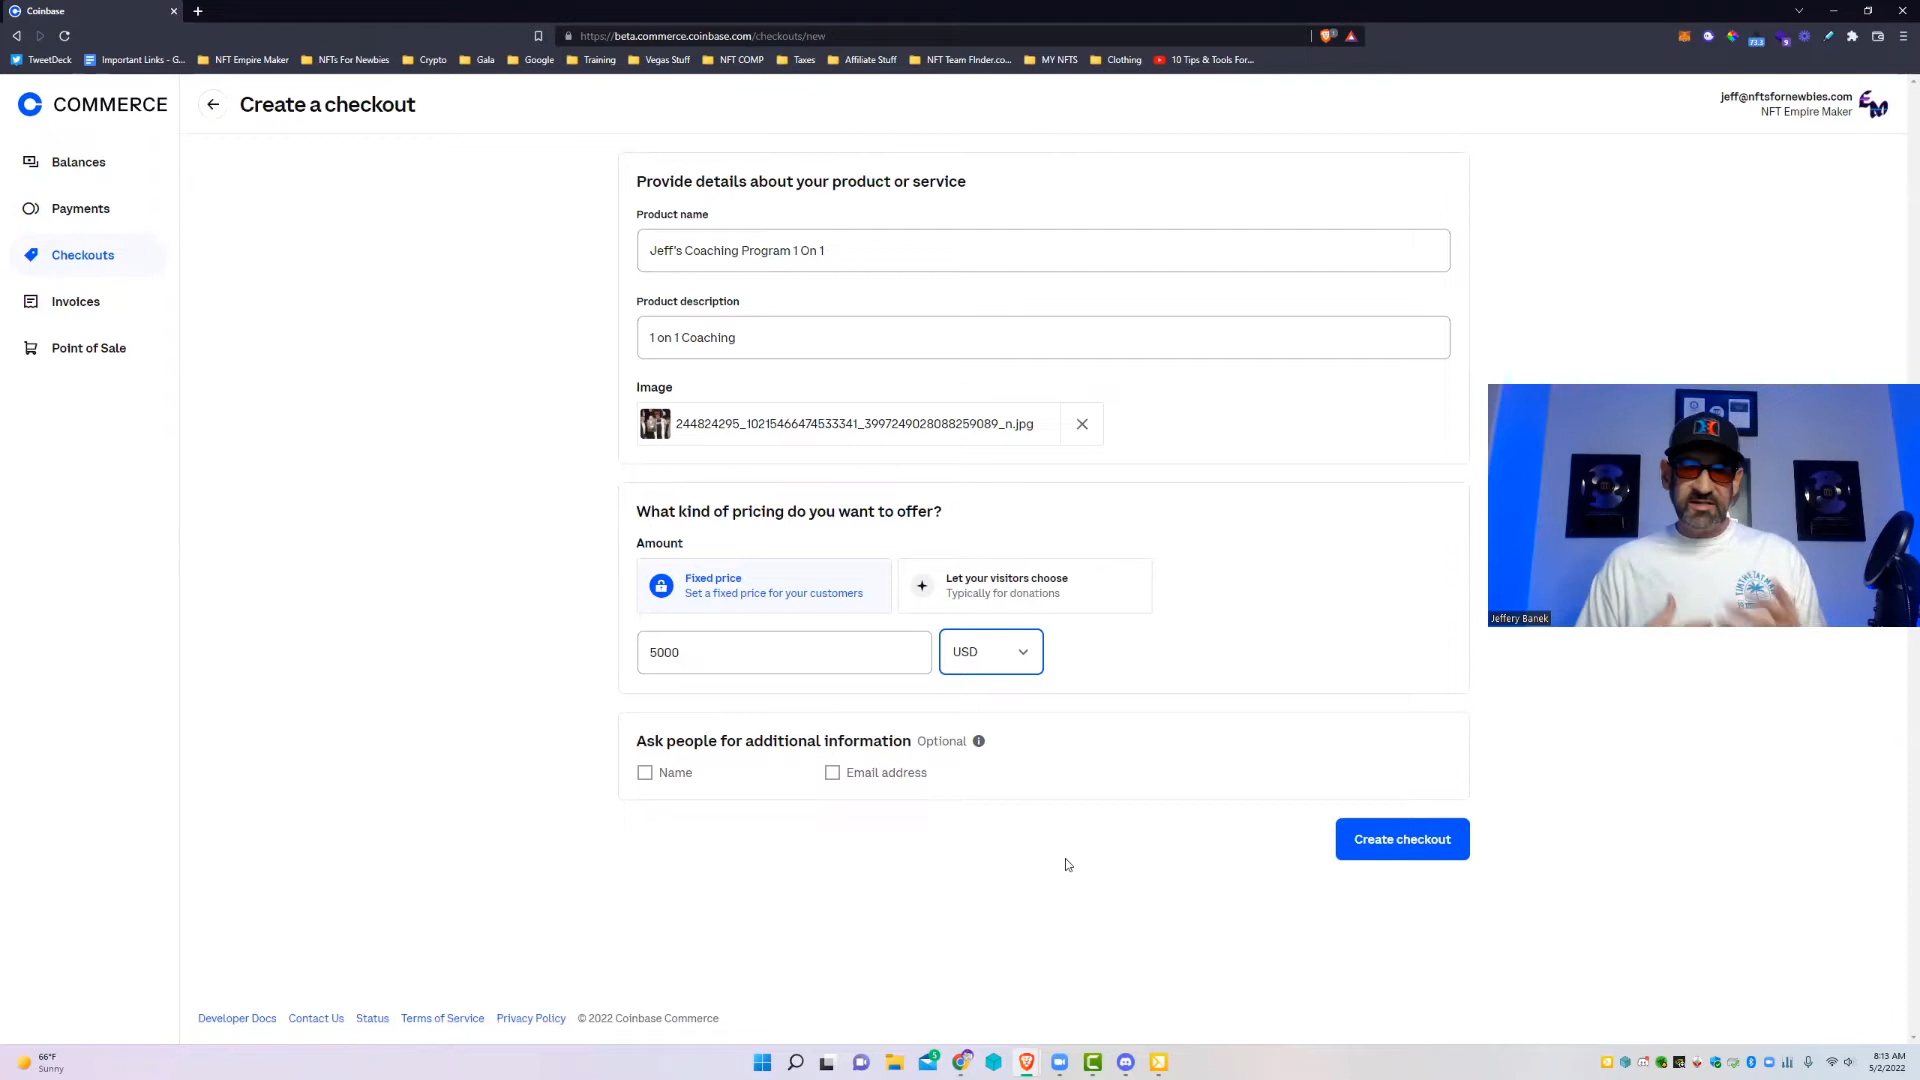 Coinbase
https://beta.commerce.coinbase.com/checkouts/new
TweetDeck
Important Links - G...
NFT Empire Maker
NFTs For Newbies
Crypto
Gala
Google
Training
Vegas Stuff
NFT COMP
Taxes
Affiliate Stuff
NFT Team FInder.co...
MY NFTS
Clothing
10 Tips & Tools For...
COMMERCE
Create a checkout
jeff@nftsfornewbies.com
NFT Empire Maker
Balances
Payments
Checkouts
Invoices
Point of Sale
Provide details about your product or service
Product name
Jeff's Coaching Program 1 On 1
Product description
1 on 1 Coaching
Image
244824295_10215466474533341_3997249028088259089_n.jpg
What kind of pricing do you want to offer?
Amount
Fixed price
Set a fixed price for your customers
Let your visitors choose
Typically for donations
5000
USD
Ask people for additional information Optional
Name
Email address
Create checkout
Jeffery Banek
Developer Docs
Contact Us
Status
Terms of Service
Privacy Policy
© 2022 Coinbase Commerce
66°F
Sunny
8:13 AM
5/2/2022